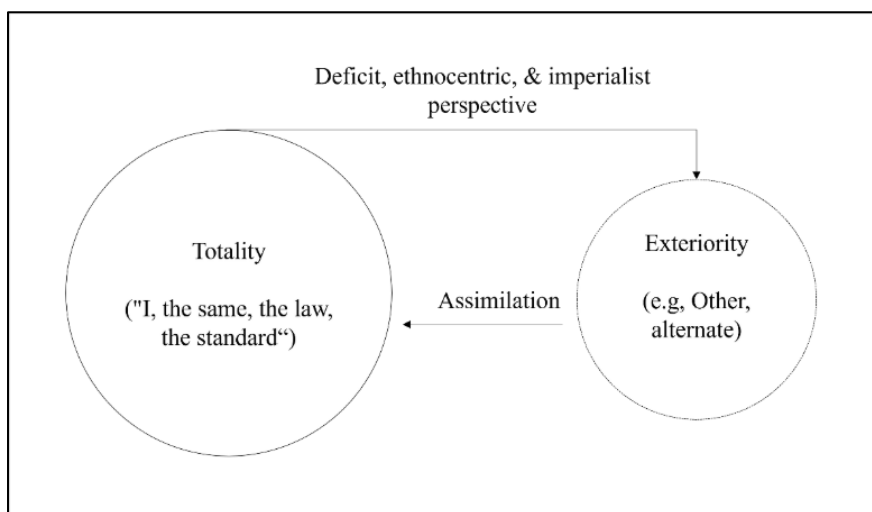 Deficit, ethnocentric, & imperialist
perspective
Totality
("I, the same, the law,
the standard“)
Assimilation
Exteriority
(e.g, Other,
alternate)